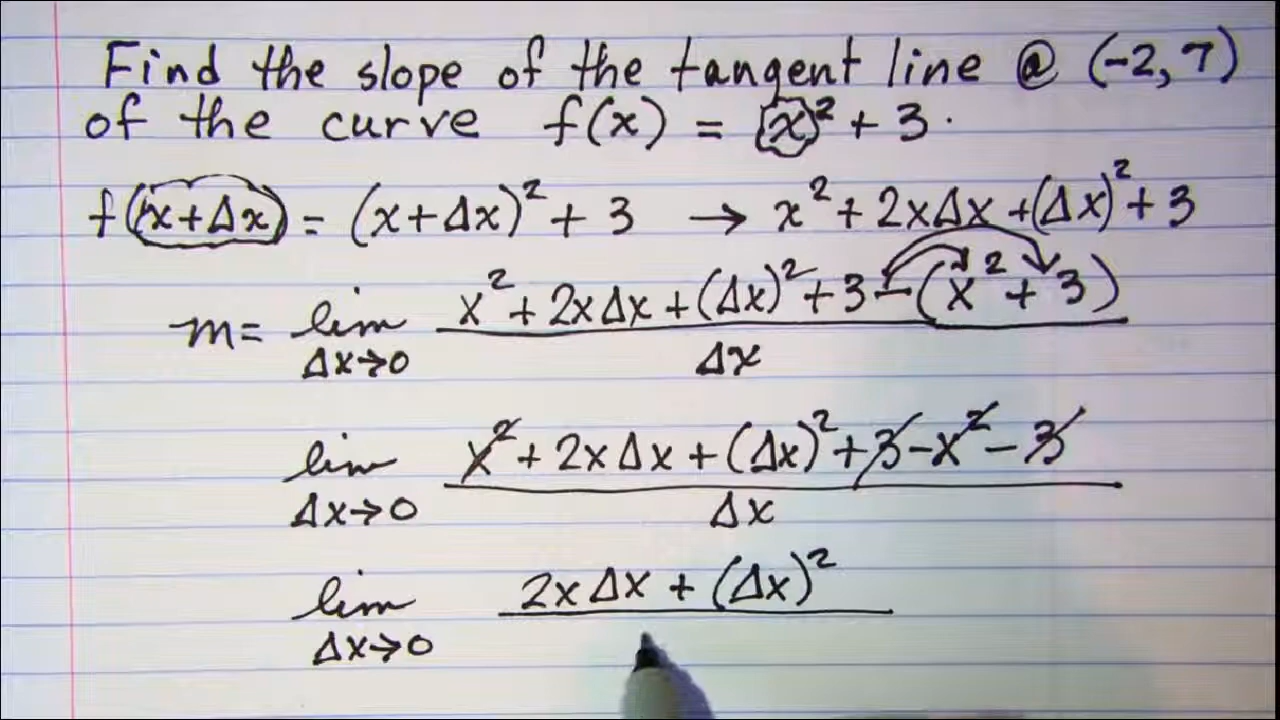 Find the slope of the tangent line @ (-2, 7)
of the curve f(x) = (x)² + 3.
f(x+Δx) = (x+Δx)² + 3 → x² + 2xΔx + (Δx)² + 3
m = lim x² + 2xΔx + (Δx)² + 3 - (x² + 3)
Δx→0 Δx
lim x² + 2xΔx + (Δx)² + 3 - x² - 3
Δx→0 Δx
lim 2xΔx + (Δx)²
Δx→0